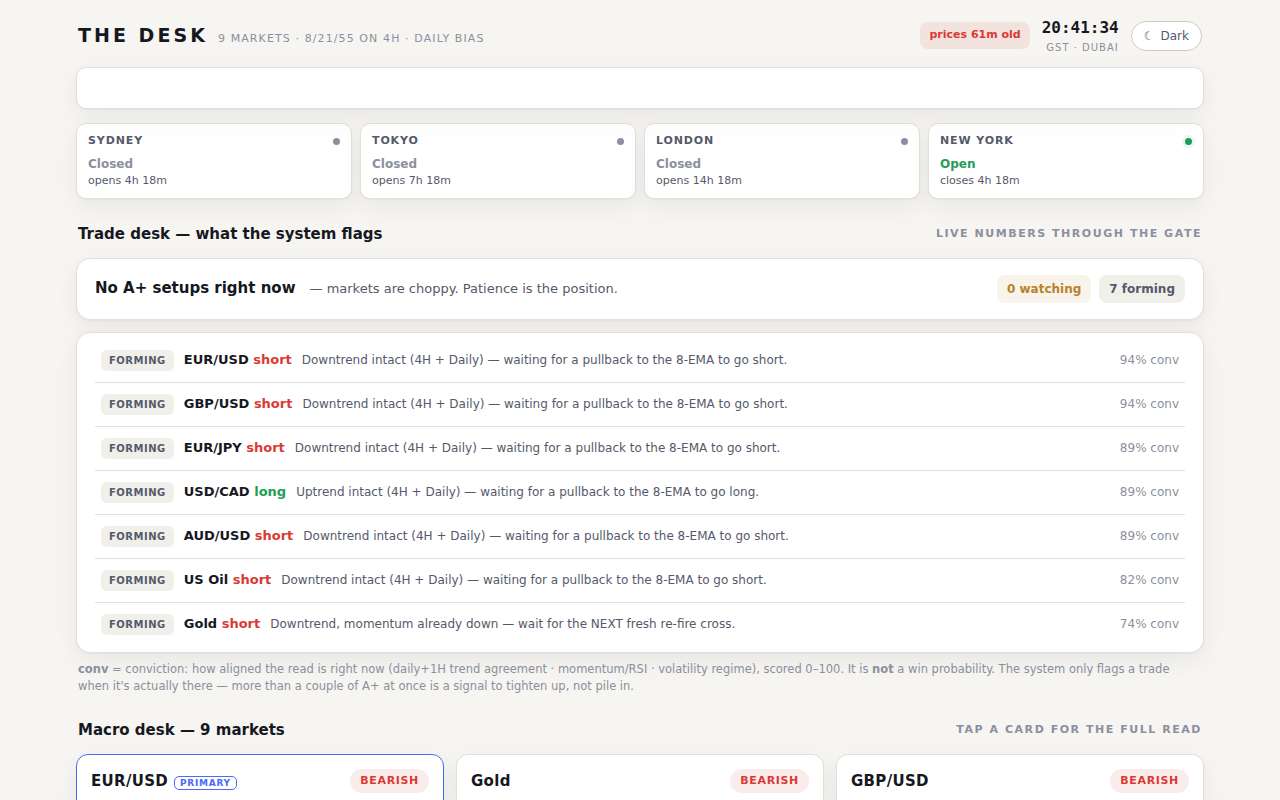 THE DESK 9 MARKETS · 8/21/55 ON 4H · DAILY BIAS
prices 61m old
20:41:34
GST · DUBAI
☾ Dark
SYDNEY
Closed
opens 4h 18m
TOKYO
Closed
opens 7h 18m
LONDON
Closed
opens 14h 18m
NEW YORK
Open
closes 4h 18m
Trade desk — what the system flags
LIVE NUMBERS THROUGH THE GATE
No A+ setups right now — markets are choppy. Patience is the position.
0 watching
7 forming
FORMING EUR/USD short Downtrend intact (4H + Daily) — waiting for a pullback to the 8-EMA to go short. 94% conv
FORMING GBP/USD short Downtrend intact (4H + Daily) — waiting for a pullback to the 8-EMA to go short. 94% conv
FORMING EUR/JPY short Downtrend intact (4H + Daily) — waiting for a pullback to the 8-EMA to go short. 89% conv
FORMING USD/CAD long Uptrend intact (4H + Daily) — waiting for a pullback to the 8-EMA to go long. 89% conv
FORMING AUD/USD short Downtrend intact (4H + Daily) — waiting for a pullback to the 8-EMA to go short. 89% conv
FORMING US Oil short Downtrend intact (4H + Daily) — waiting for a pullback to the 8-EMA to go short. 82% conv
FORMING Gold short Downtrend, momentum already down — wait for the NEXT fresh re-fire cross. 74% conv
conv = conviction: how aligned the read is right now (daily+1H trend agreement · momentum/RSI · volatility regime), scored 0–100. It is not a win probability. The system only flags a trade
when it's actually there — more than a couple of A+ at once is a signal to tighten up, not pile in.
Macro desk — 9 markets
TAP A CARD FOR THE FULL READ
EUR/USD PRIMARY BEARISH
Gold BEARISH
GBP/USD BEARISH